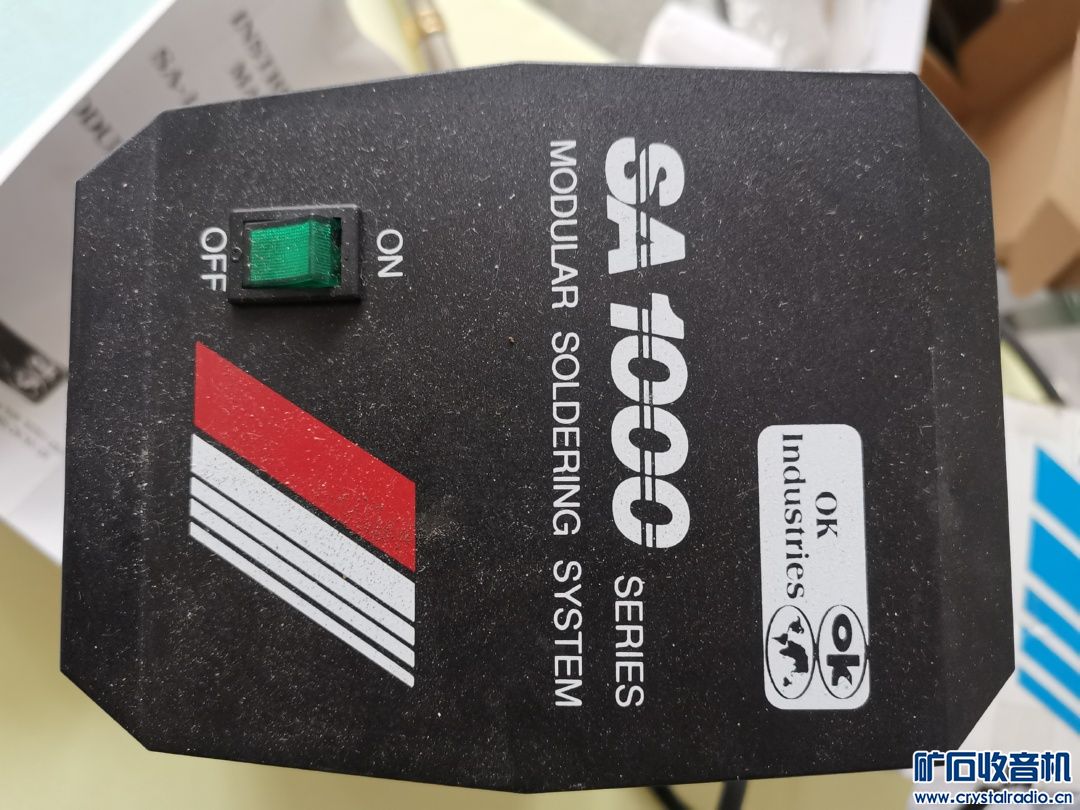 SA 1000 SERIES
MODULAR SOLDERING SYSTEM
OK
Industries
ok
ON
OFF
矿石收音机
www.crystalradio.cn